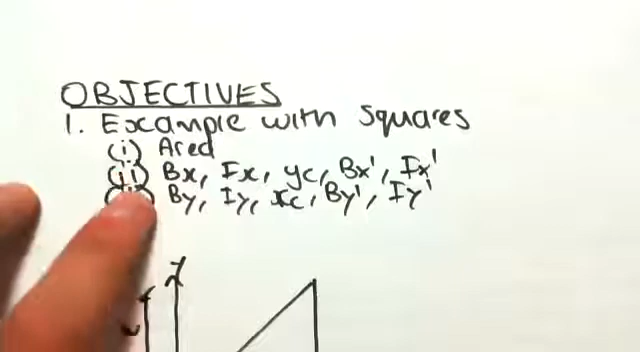 OBJECTIVES
1. Example with squares
(i) Area
(ii) Bx, Ix, yc, Bx', Ix'
By, Iy, xc, By', Iy'
y